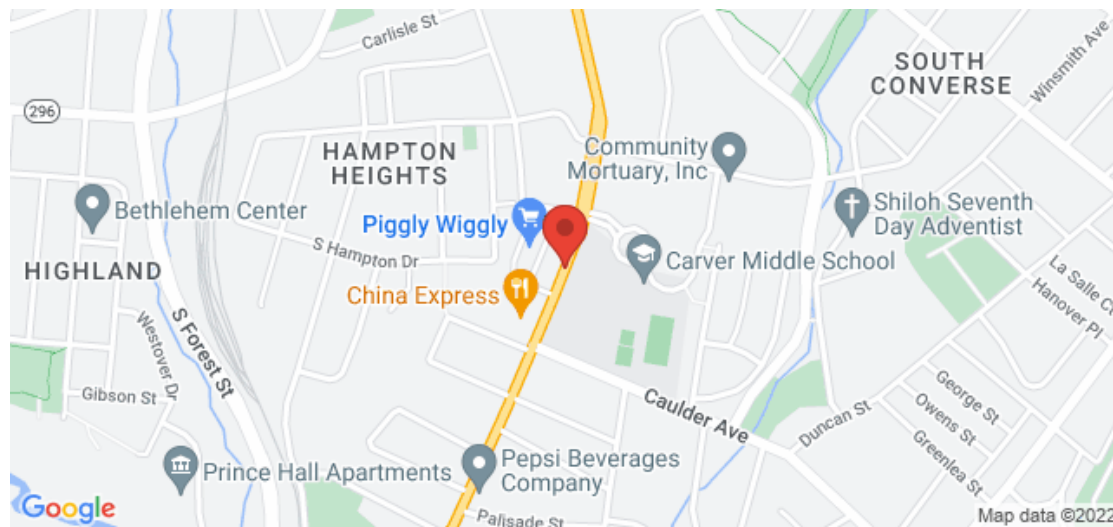 Carlisle St
Winsmith Ave
SOUTH
CONVERSE
296
HAMPTON
HEIGHTS
Community
Mortuary, Inc
Bethlehem Center
Piggly Wiggly
Shiloh Seventh
Day Adventist
S Hampton Dr
Carver Middle School
HIGHLAND
China Express
La Salle Ct
Hanover Pl
S Forest St
Westover Dr
Gibson St
Caulder Ave
Duncan St
George St
Owens St
Greenlea St
Prince Hall Apartments
Pepsi Beverages
Company
Palisade St
Google
Map data ©2022